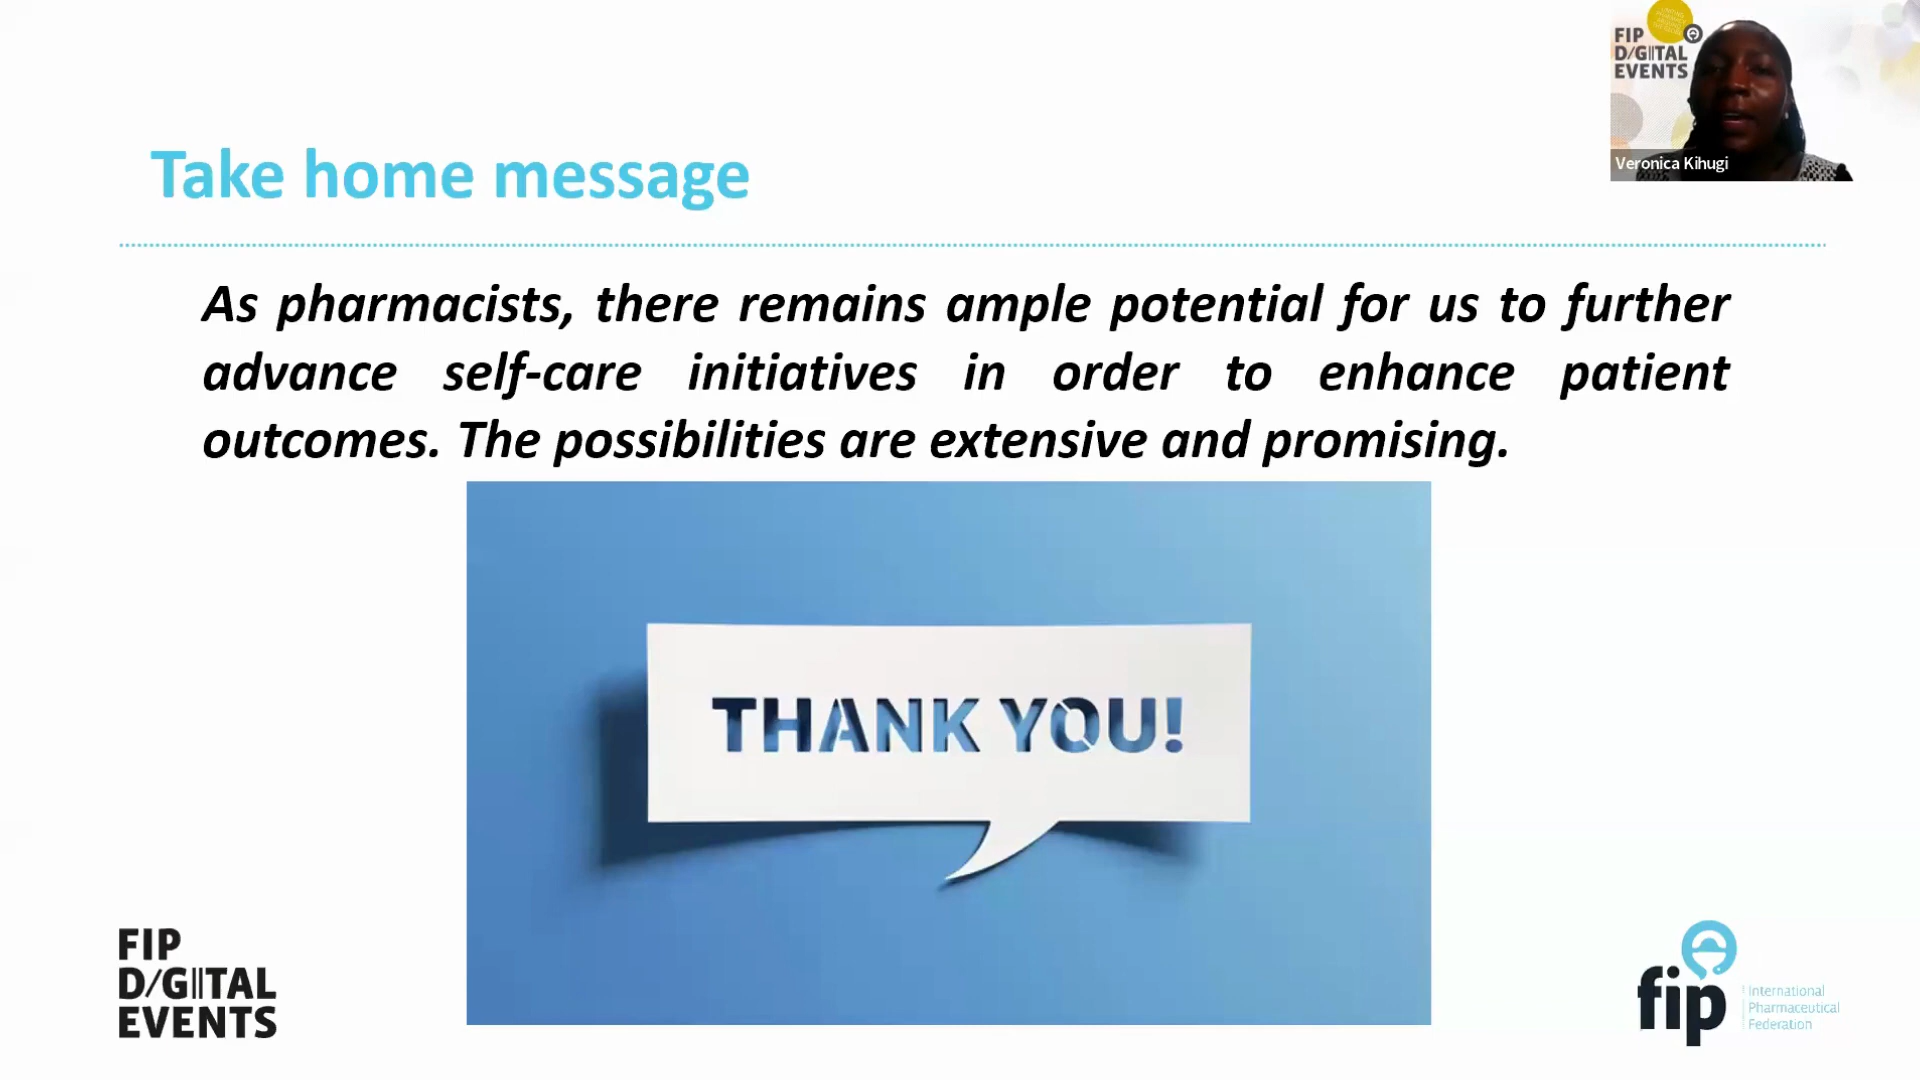 FIP
D/GITAL
EVENTS
Veronica Kihugi
Take home message
As pharmacists, there remains ample potential for us to further
advance self-care initiatives in order to enhance patient
outcomes. The possibilities are extensive and promising.
THANK YOU!
FIP
D/GITAL
EVENTS
fip
International
Pharmaceutical
Federation